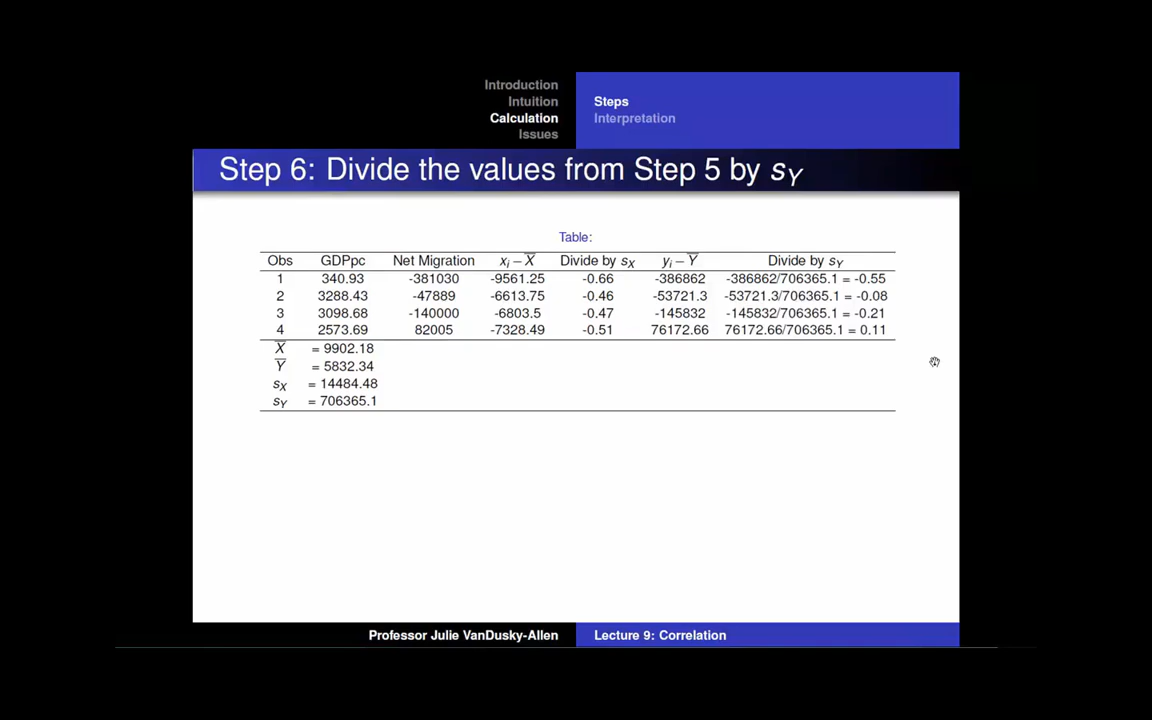 Introduction
Intuition
Calculation
Issues
Steps
Interpretation
Step 6: Divide the values from Step 5 by sY
Table:
Obs GDPpc Net Migration xi − X̅ Divide by sX yi − Y̅ Divide by sY
1 340.93 -381030 -9561.25 -0.66 -386862 -386862/706365.1 = -0.55
2 3288.43 -47889 -6613.75 -0.46 -53721.3 -53721.3/706365.1 = -0.08
3 3098.68 -140000 -6803.5 -0.47 -145832 -145832/706365.1 = -0.21
4 2573.69 82005 -7328.49 -0.51 76172.66 76172.66/706365.1 = 0.11
X̅ = 9902.18
Y̅ = 5832.34
sX = 14484.48
sY = 706365.1
Professor Julie VanDusky-Allen Lecture 9: Correlation